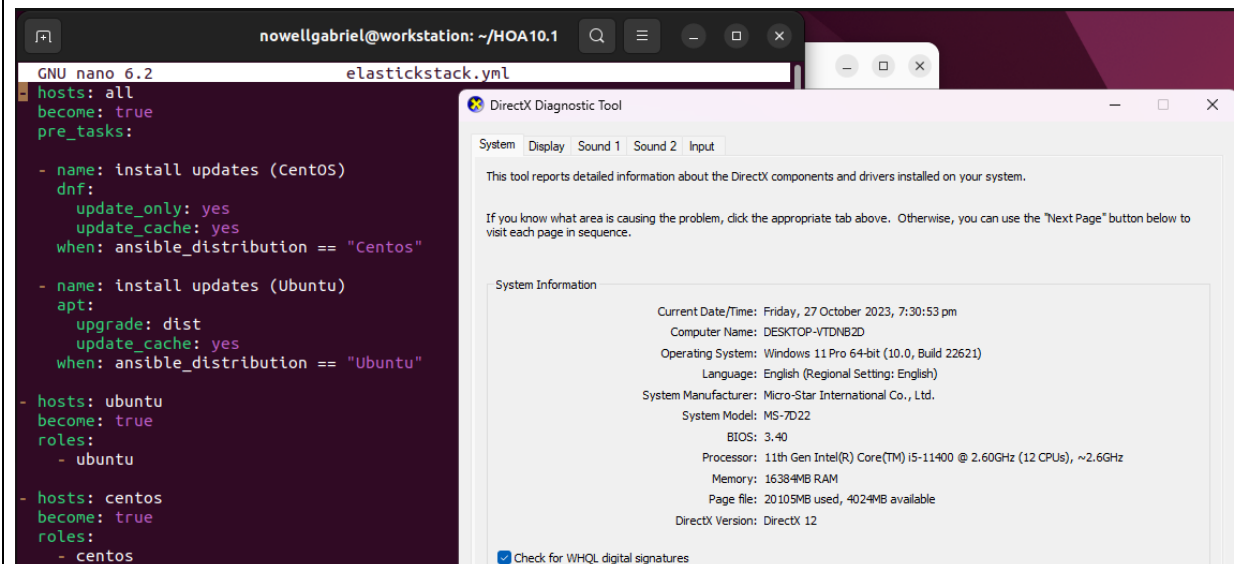 nowellgabriel@workstation: ~/HOA10.1
GNU nano 6.2 elastickstack.yml
- hosts: all
become: true
pre_tasks:
- name: install updates (CentOS)
dnf:
update_only: yes
update_cache: yes
when: ansible_distribution == "Centos"
- name: install updates (Ubuntu)
apt:
upgrade: dist
update_cache: yes
when: ansible_distribution == "Ubuntu"
- hosts: ubuntu
become: true
roles:
- ubuntu
- hosts: centos
become: true
roles:
- centos
DirectX Diagnostic Tool
System Display Sound 1 Sound 2 Input
This tool reports detailed information about the DirectX components and drivers installed on your system.
If you know what area is causing the problem, click the appropriate tab above. Otherwise, you can use the "Next Page" button below to
visit each page in sequence.
System Information
Current Date/Time: Friday, 27 October 2023, 7:30:53 pm
Computer Name: DESKTOP-VTDNB2D
Operating System: Windows 11 Pro 64-bit (10.0, Build 22621)
Language: English (Regional Setting: English)
System Manufacturer: Micro-Star International Co., Ltd.
System Model: MS-7D22
BIOS: 3.40
Processor: 11th Gen Intel(R) Core(TM) i5-11400 @ 2.60GHz (12 CPUs), ~2.6GHz
Memory: 16384MB RAM
Page file: 20105MB used, 4024MB available
DirectX Version: DirectX 12
Check for WHQL digital signatures